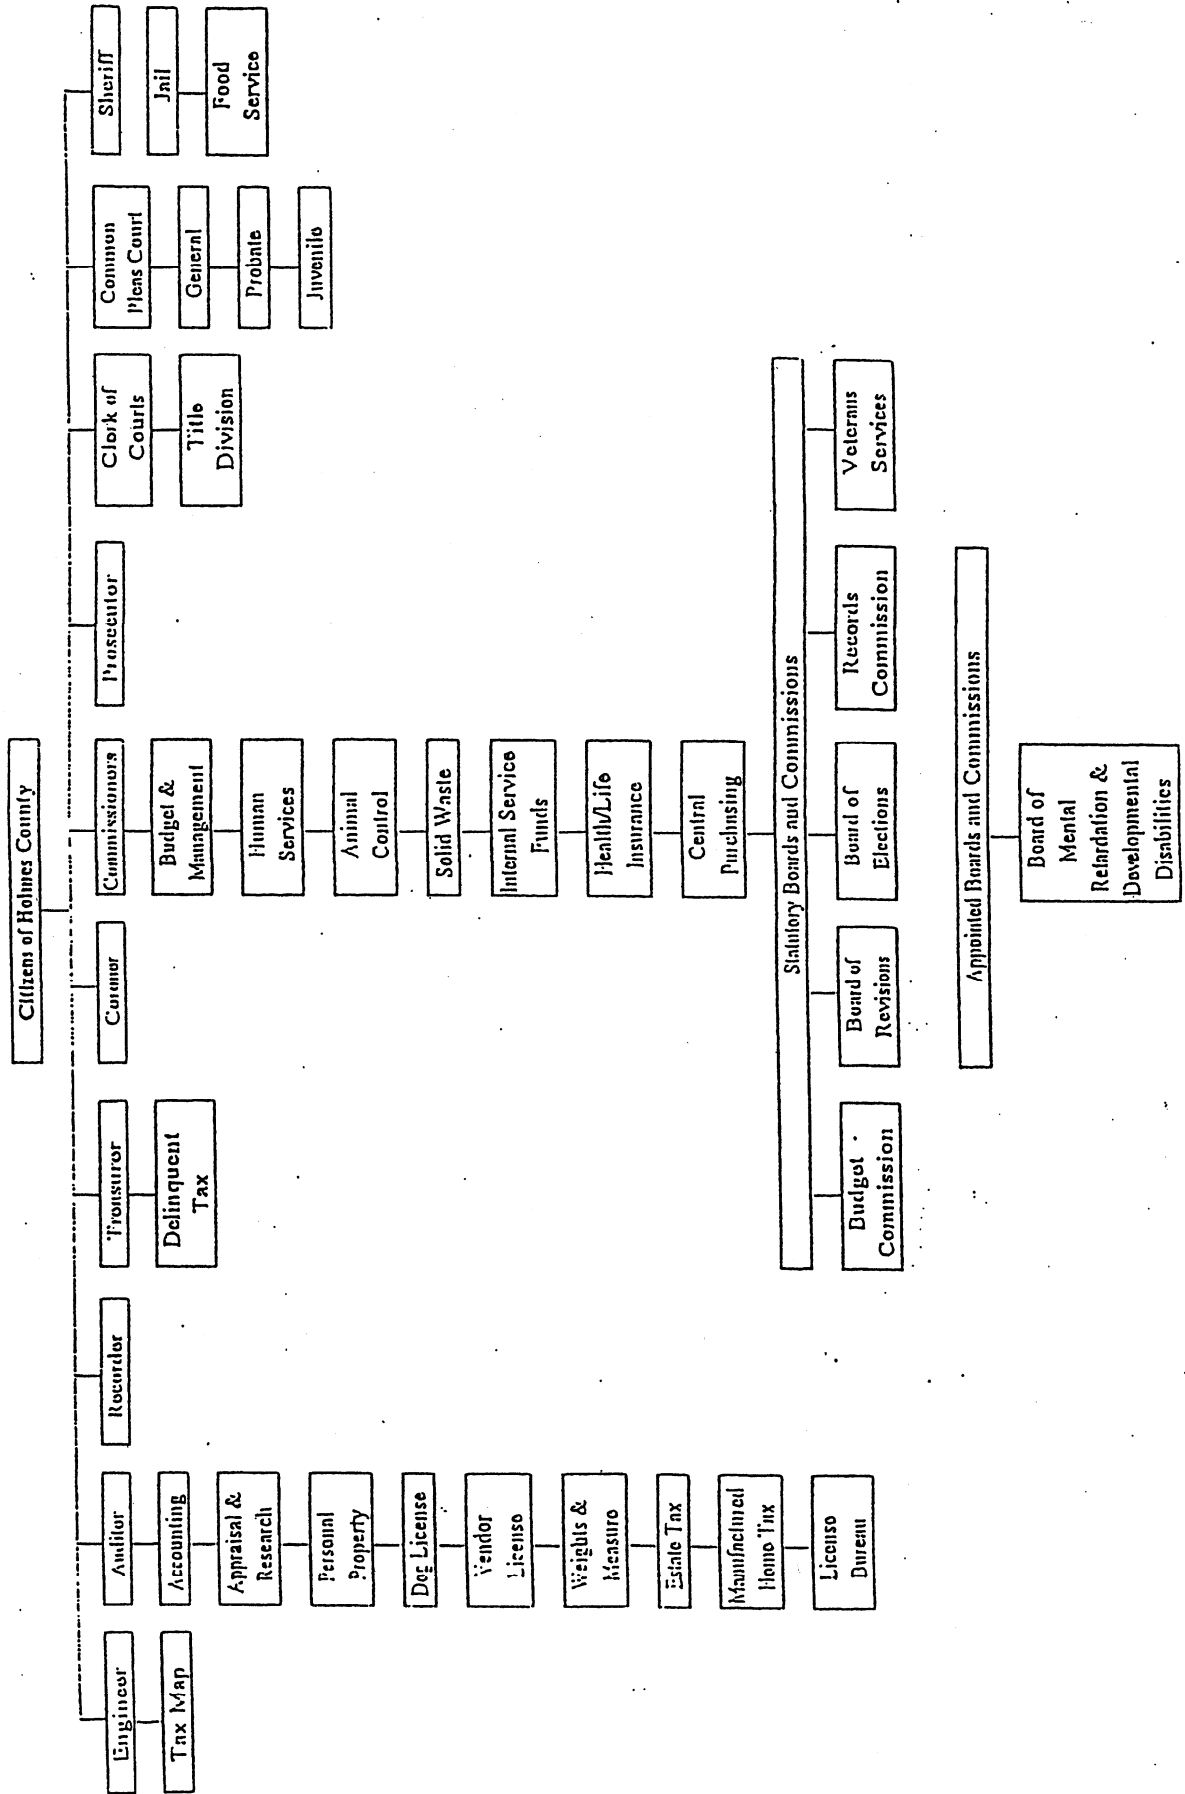 Citizens of Holmes County
Engineer
Tax Map
Auditor
Accounting
Appraisal &
Research
Personal
Property
Dog License
Vendor
License
Weights &
Measure
Estate Tax
Manufactured
Home Tax
License
Bureau
Recorder
Treasurer
Delinquent
Tax
Coroner
Commissioners
Budget &
Management
Human
Services
Animal
Control
Solid Waste
Internal Service
Funds
Health/Life
Insurance
Central
Purchasing
Prosecutor
Clerk of
Courts
Title
Division
Common
Pleas Court
General
Probate
Juvenile
Sheriff
Jail
Food
Service
Statutory Boards and Commissions
Budget
Commission
Board of
Revisions
Board of
Elections
Records
Commission
Veterans
Services
Appointed Boards and Commissions
Board of
Mental
Retardation &
Developmental
Disabilities